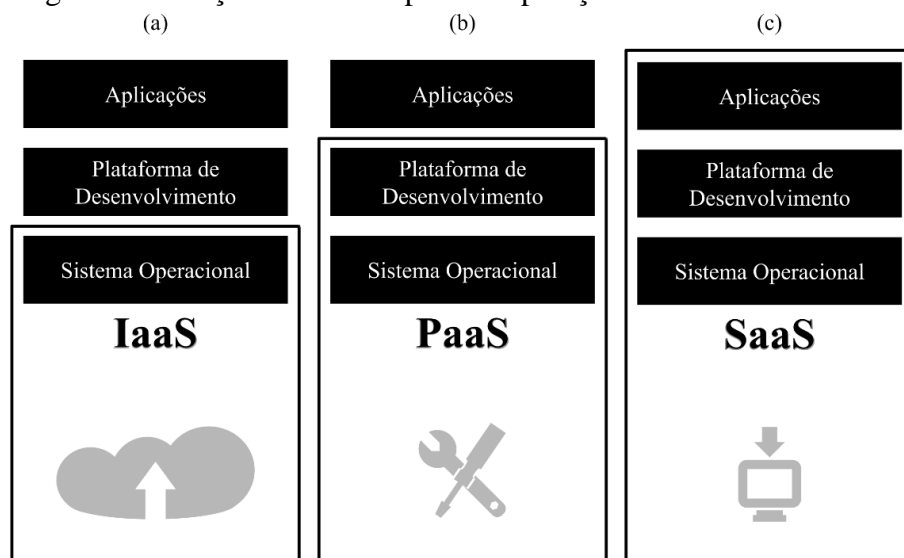 (a)
Aplicações
Plataforma de
Desenvolvimento
Sistema Operacional
IaaS
(b)
Aplicações
Plataforma de
Desenvolvimento
Sistema Operacional
PaaS
(c)
Aplicações
Plataforma de
Desenvolvimento
Sistema Operacional
SaaS